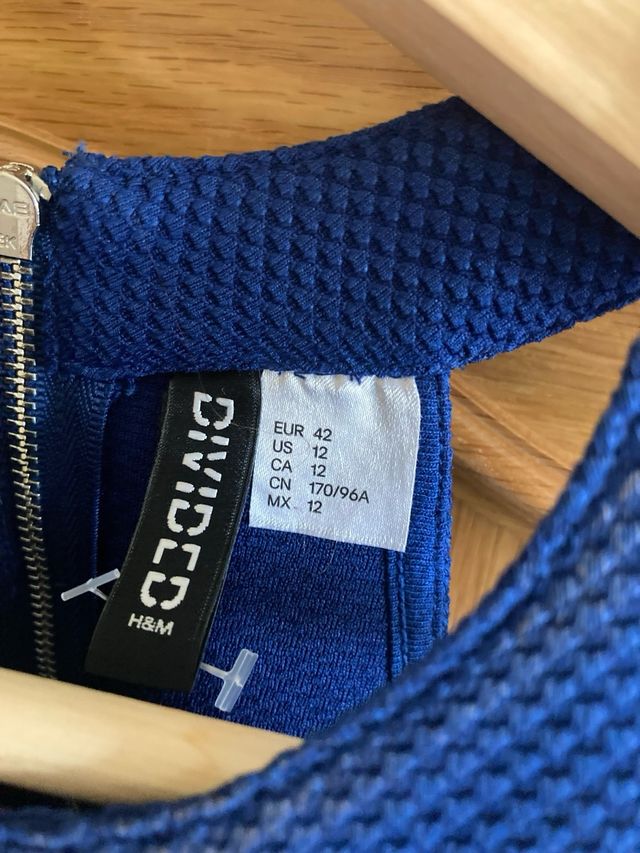 DIVIDED
H&M
EUR 42
US 12
CA 12
CN 170/96A
MX 12